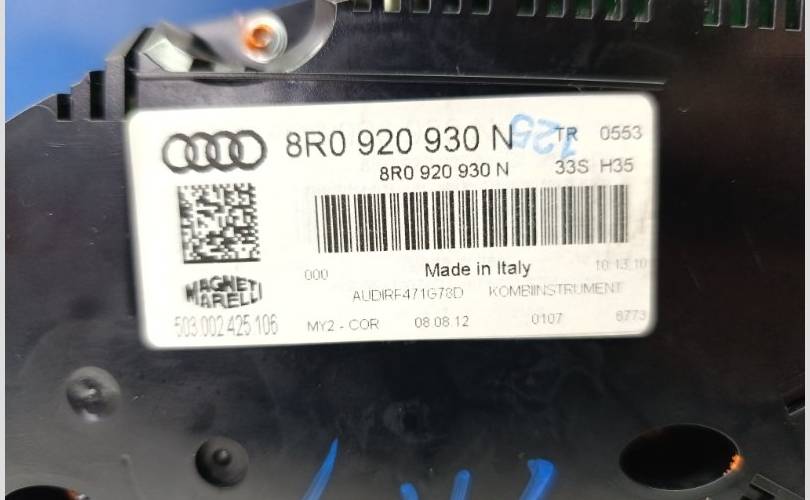 8R0 920 930 N TR 0553
8R0 920 930 N 33S H35
125
000 Made in Italy 10:13:10
MAGNETI MARELLI AUDIRF471G78D KOMBIINSTRUMENT
503.002.425.106 MY2 - COR 08.08.12 0107 6773